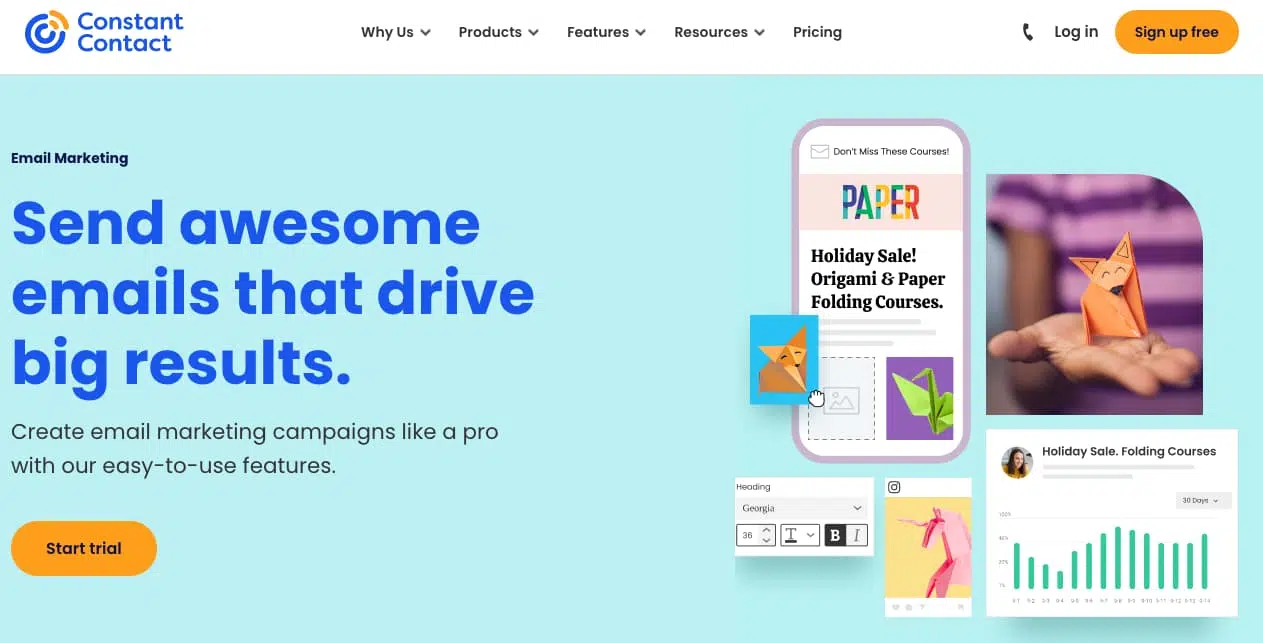 Constant
Contact
Why Us
Products
Features
Resources
Pricing
Log in
Sign up free
Email Marketing
Send awesome
emails that drive
big results.
Create email marketing campaigns like a pro
with our easy-to-use features.
Start trial
Don't Miss These Courses!
PAPER
Holiday Sale!
Origami & Paper
Folding Courses.
Heading
Georgia
36
T
B
I
Holiday Sale. Folding Courses
30 Days
100%